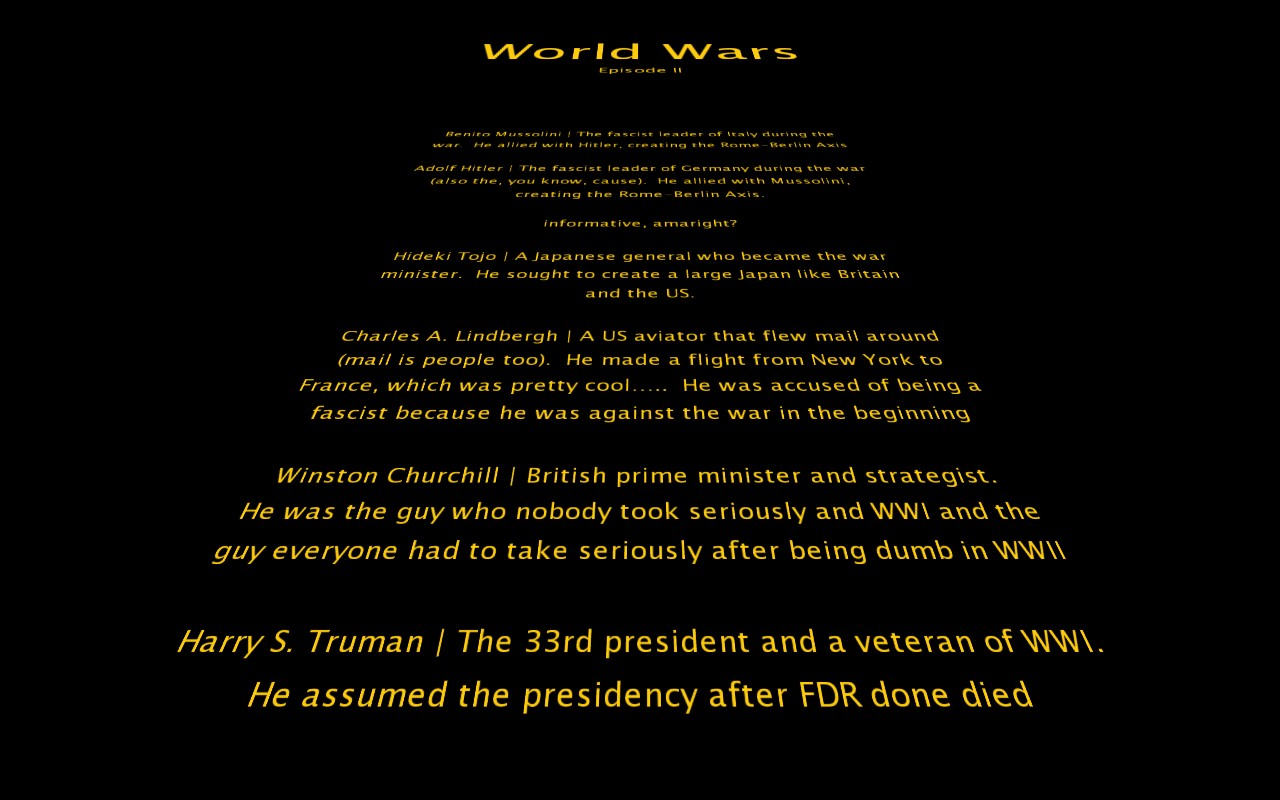 World Wars
Episode II
Benito Mussolini | The fascist leader of Italy during the
war.  He allied with Hitler, creating the Rome-Berlin Axis
Adolf Hitler | The fascist leader of Germany during the war
(also the, you know, cause).  He allied with Mussolini,
creating the Rome-Berlin Axis.
informative, amaright?
Hideki Tojo | A Japanese general who became the war
minister.  He sought to create a large Japan like Britain
and the US.
Charles A. Lindbergh | A US aviator that flew mail around
(mail is people too).  He made a flight from New York to
France, which was pretty cool.....  He was accused of being a
fascist because he was against the war in the beginning
Winston Churchill | British prime minister and strategist.
He was the guy who nobody took seriously and WWI and the
guy everyone had to take seriously after being dumb in WWII
Harry S. Truman | The 33rd president and a veteran of WWI.
He assumed the presidency after FDR done died